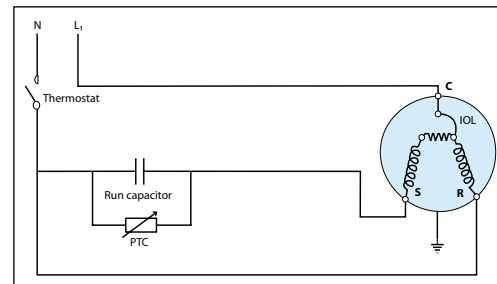 N L₁
C
Thermostat
IOL
S R
Run capacitor
PTC